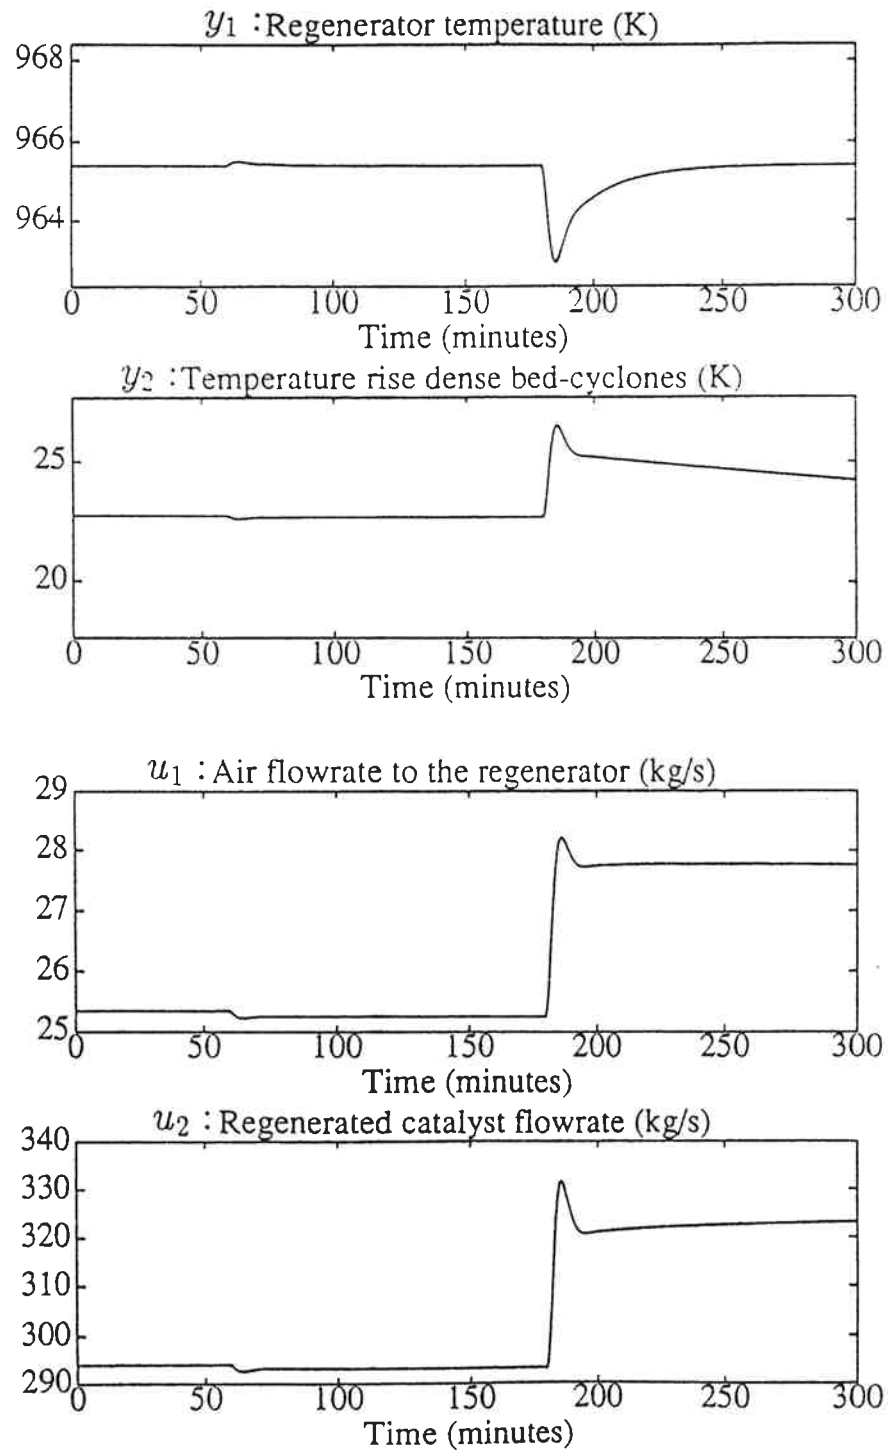 y1 :Regenerator temperature (K)
968
966
964
0 50 100 150 200 250 300
Time (minutes)
y2 :Temperature rise dense bed-cyclones (K)
25
20
0 50 100 150 200 250 300
Time (minutes)
u1 :Air flowrate to the regenerator (kg/s)
29
28
27
26
25
0 50 100 150 200 250 300
Time (minutes)
u2 :Regenerated catalyst flowrate (kg/s)
340
330
320
310
300
290
0 50 100 150 200 250 300
Time (minutes)